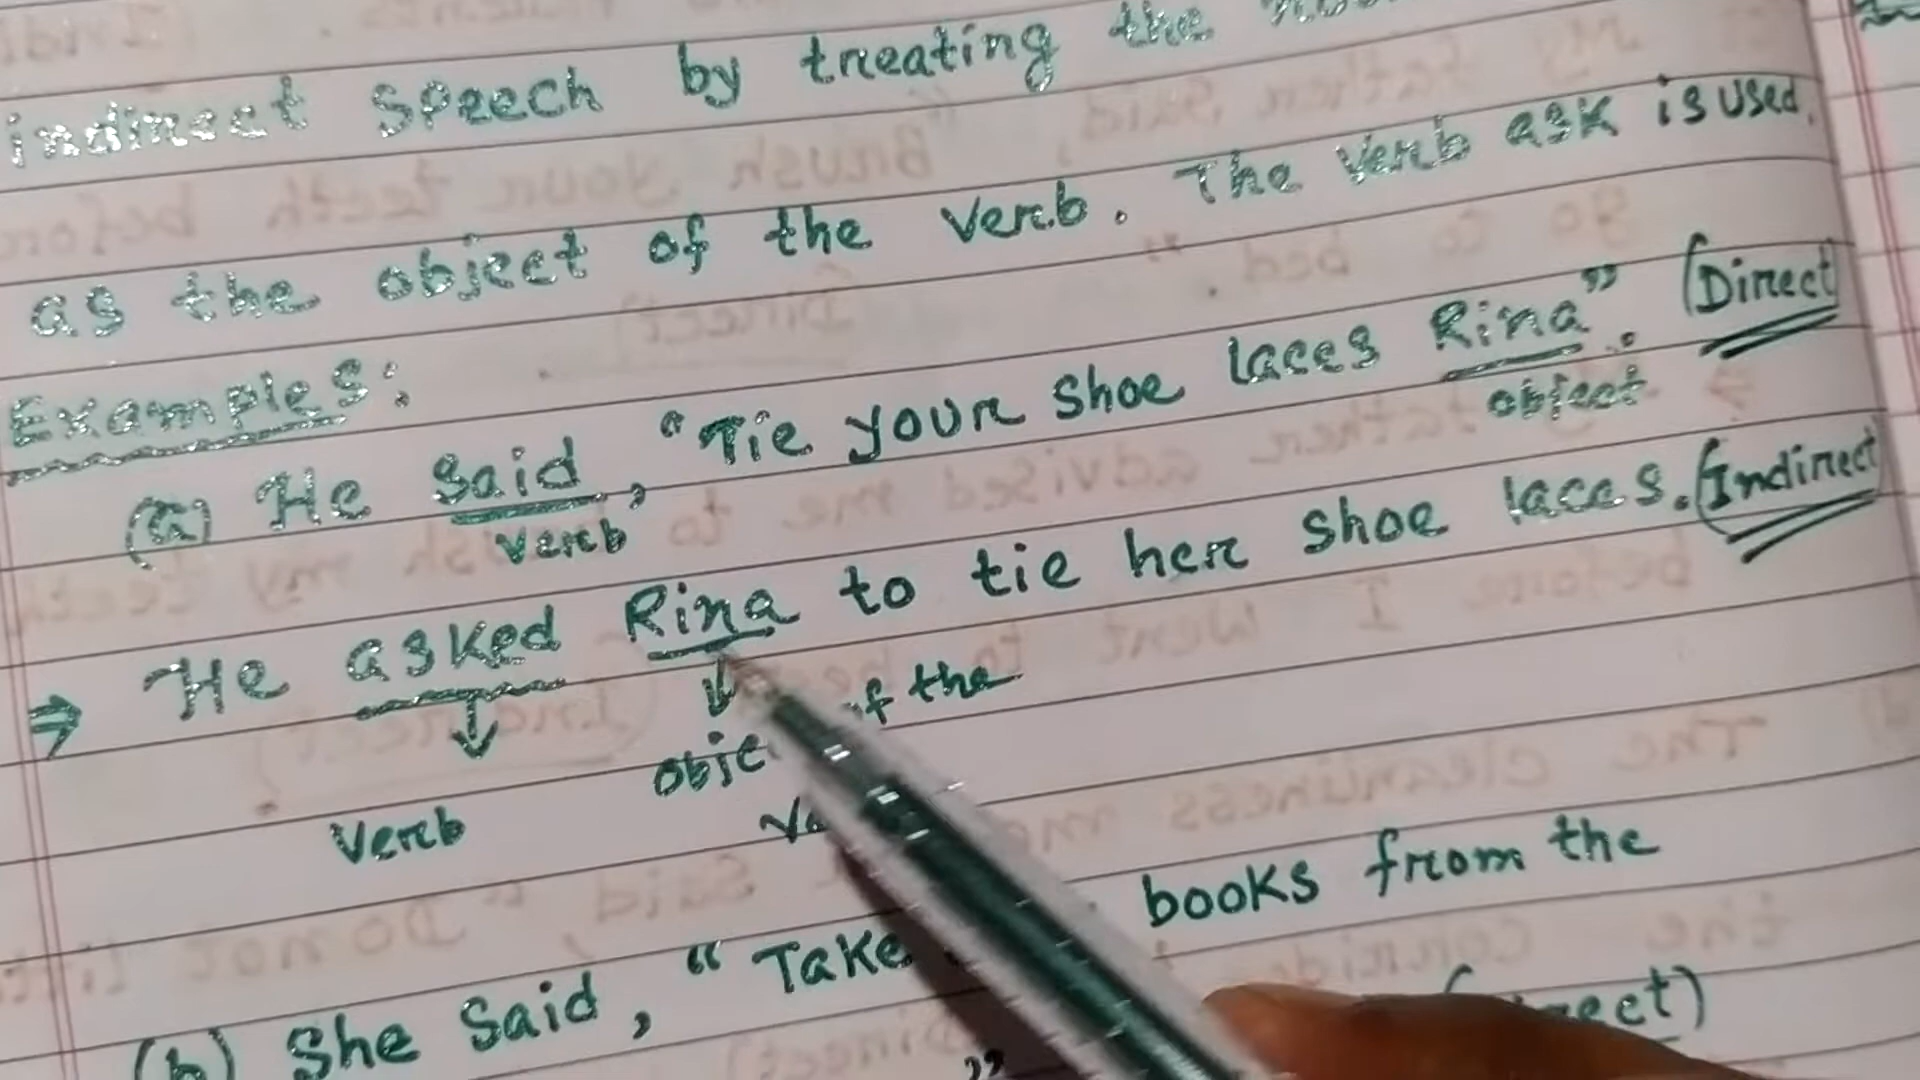 indirect speech by treating the
as the object of the verb. The verb ask is used.
Examples:
(a) He said, "Tie your shoe laces Rina". (Direct)
verb object
⇒ He asked Rina to tie her shoe laces. (Indirect)
of the
Verb
(b) She said, "Take books from the
"